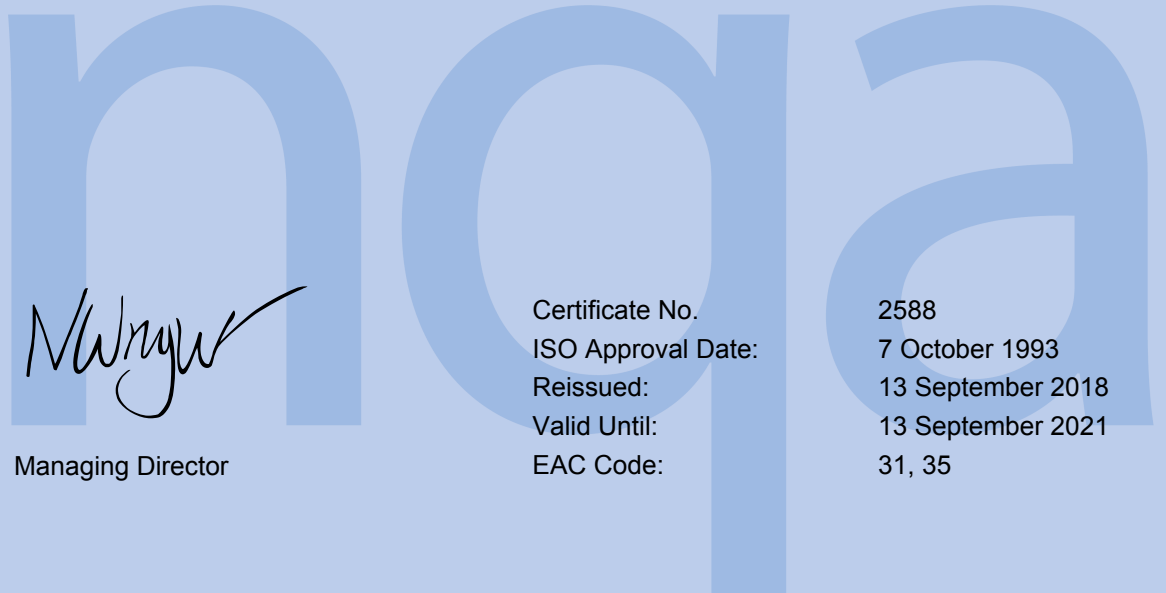 nqa
Certificate No. 2588
ISO Approval Date: 7 October 1993
Reissued: 13 September 2018
Valid Until: 13 September 2021
Managing Director EAC Code: 31, 35